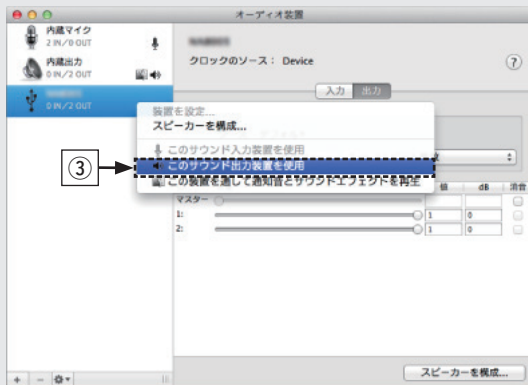 オーディオ装置
内蔵マイク
2 IN/0 OUT
内蔵出力
0 IN/2 OUT
0 IN/2 OUT
クロックのソース： Device
?
入力 出力
装置を設定...
スピーカーを構成...
このサウンド入力装置を使用
③
このサウンド出力装置を使用
この装置を通して通知音とサウンドエフェクトを再生
値 dB 消音
マスター
1: 1 0
2: 1 0
スピーカーを構成...
+ −